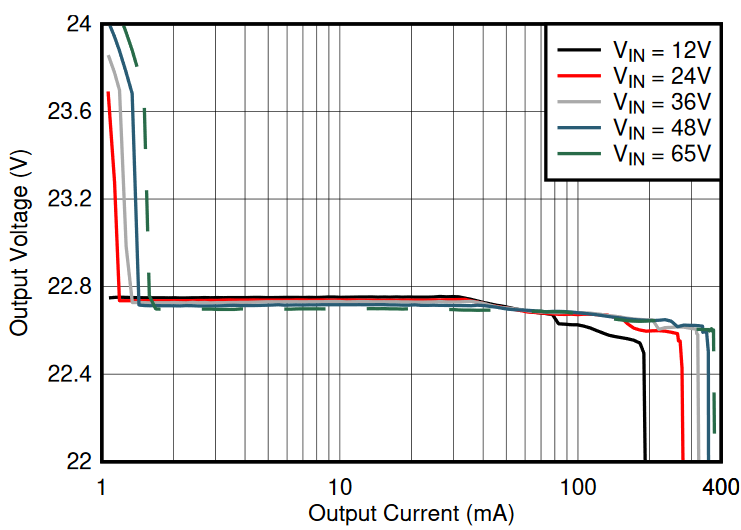 24
23.6
23.2
22.8
22.4
22
Output Voltage (V)
VIN = 12V
VIN = 24V
VIN = 36V
VIN = 48V
VIN = 65V
1 10 100 400
Output Current (mA)